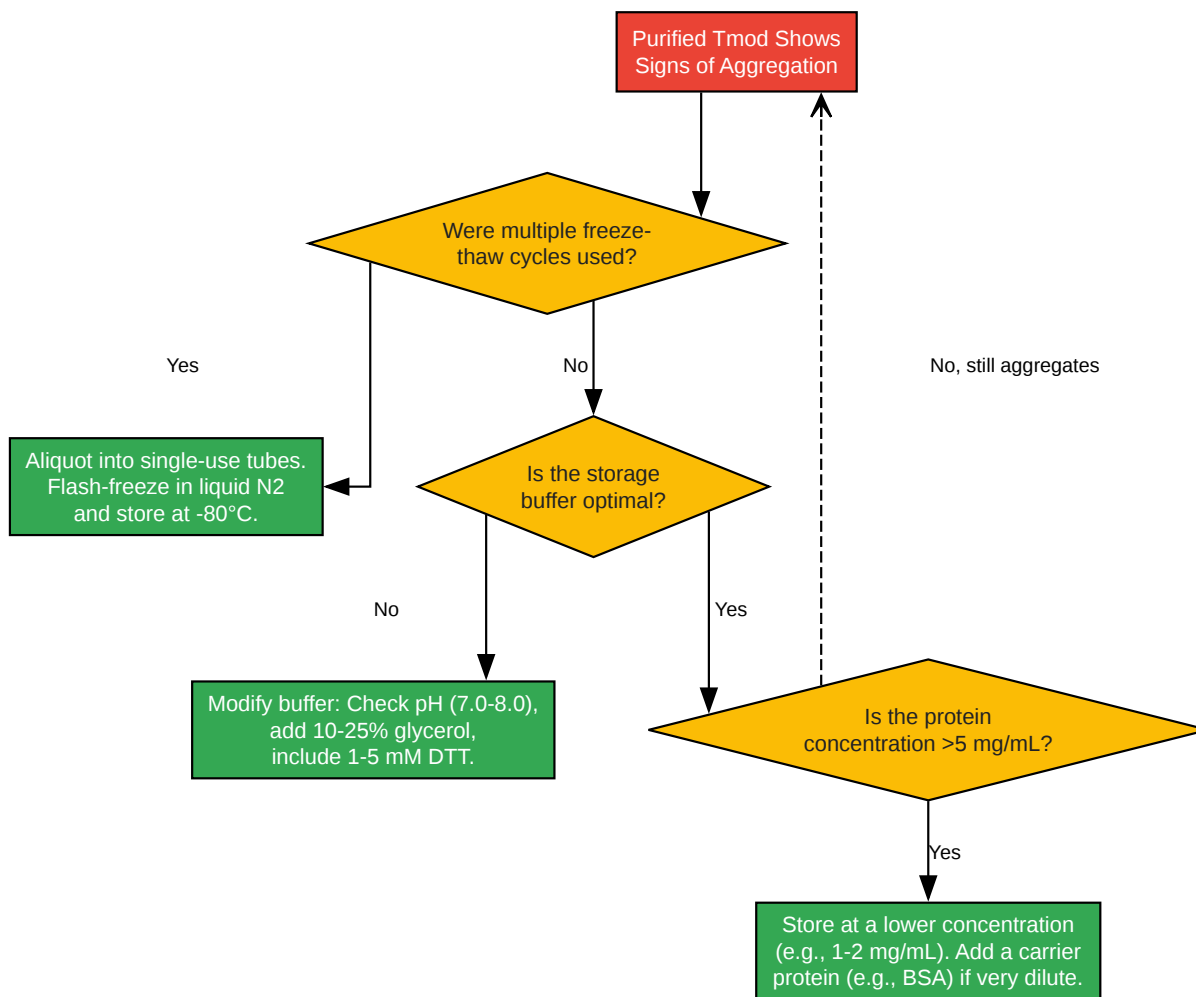 Purified Tmod Shows
Signs of Aggregation
Were multiple freeze-
thaw cycles used?
Yes
No
No, still aggregates
Aliquot into single-use tubes.
Flash-freeze in liquid N2
and store at -80°C.
Is the storage
buffer optimal?
No
Yes
Modify buffer: Check pH (7.0-8.0),
add 10-25% glycerol,
include 1-5 mM DTT.
Is the protein
concentration >5 mg/mL?
Yes
Store at a lower concentration
(e.g., 1-2 mg/mL). Add a carrier
protein (e.g., BSA) if very dilute.